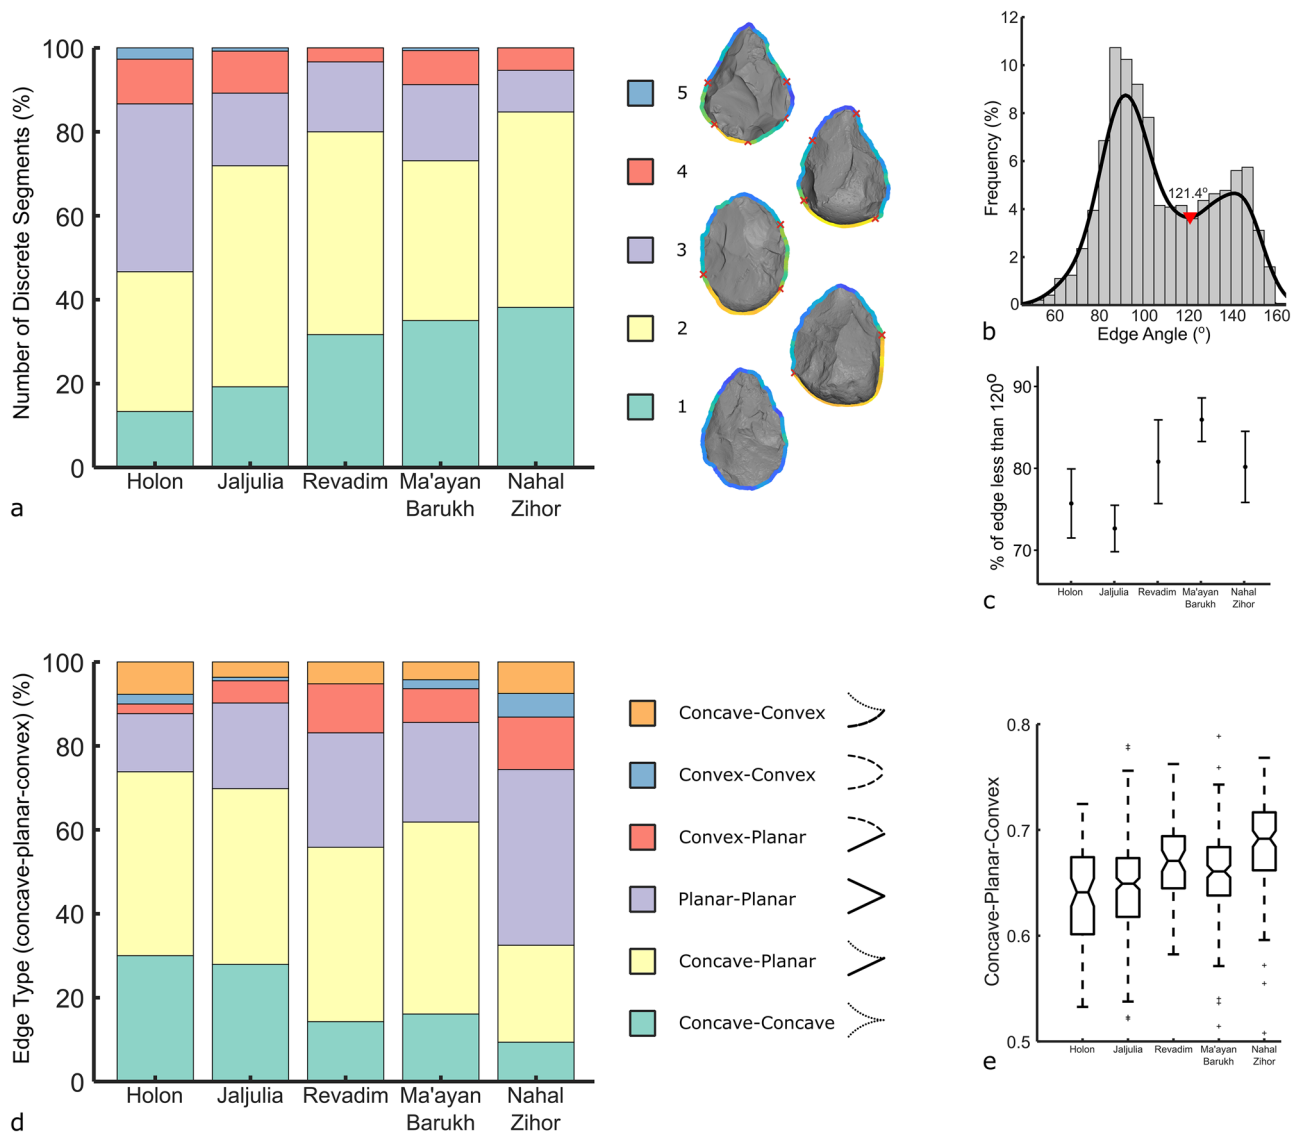 Number of Discrete Segments (%)
100
80
60
40
20
0
Holon
Jaljulia
Revadim
Ma'ayan
Barukh
Nahal
Zihor
a
5
4
3
2
1
Frequency (%)
12
10
8
6
4
2
0
121.4º
60
80
100
120
140
160
Edge Angle (º)
b
% of edge less than 120º
90
80
70
Holon
Jaljulia
Revadim
Ma'ayan
Barukh
Nahal
Zihor
c
Edge Type (concave-planar-convex) (%)
100
80
60
40
20
0
Holon
Jaljulia
Revadim
Ma'ayan
Barukh
Nahal
Zihor
d
Concave-Convex
Convex-Convex
Convex-Planar
Planar-Planar
Concave-Planar
Concave-Concave
Concave-Planar-Convex
0.8
0.7
0.6
0.5
Holon
Jaljulia
Revadim
Ma'ayan
Barukh
Nahal
Zihor
e